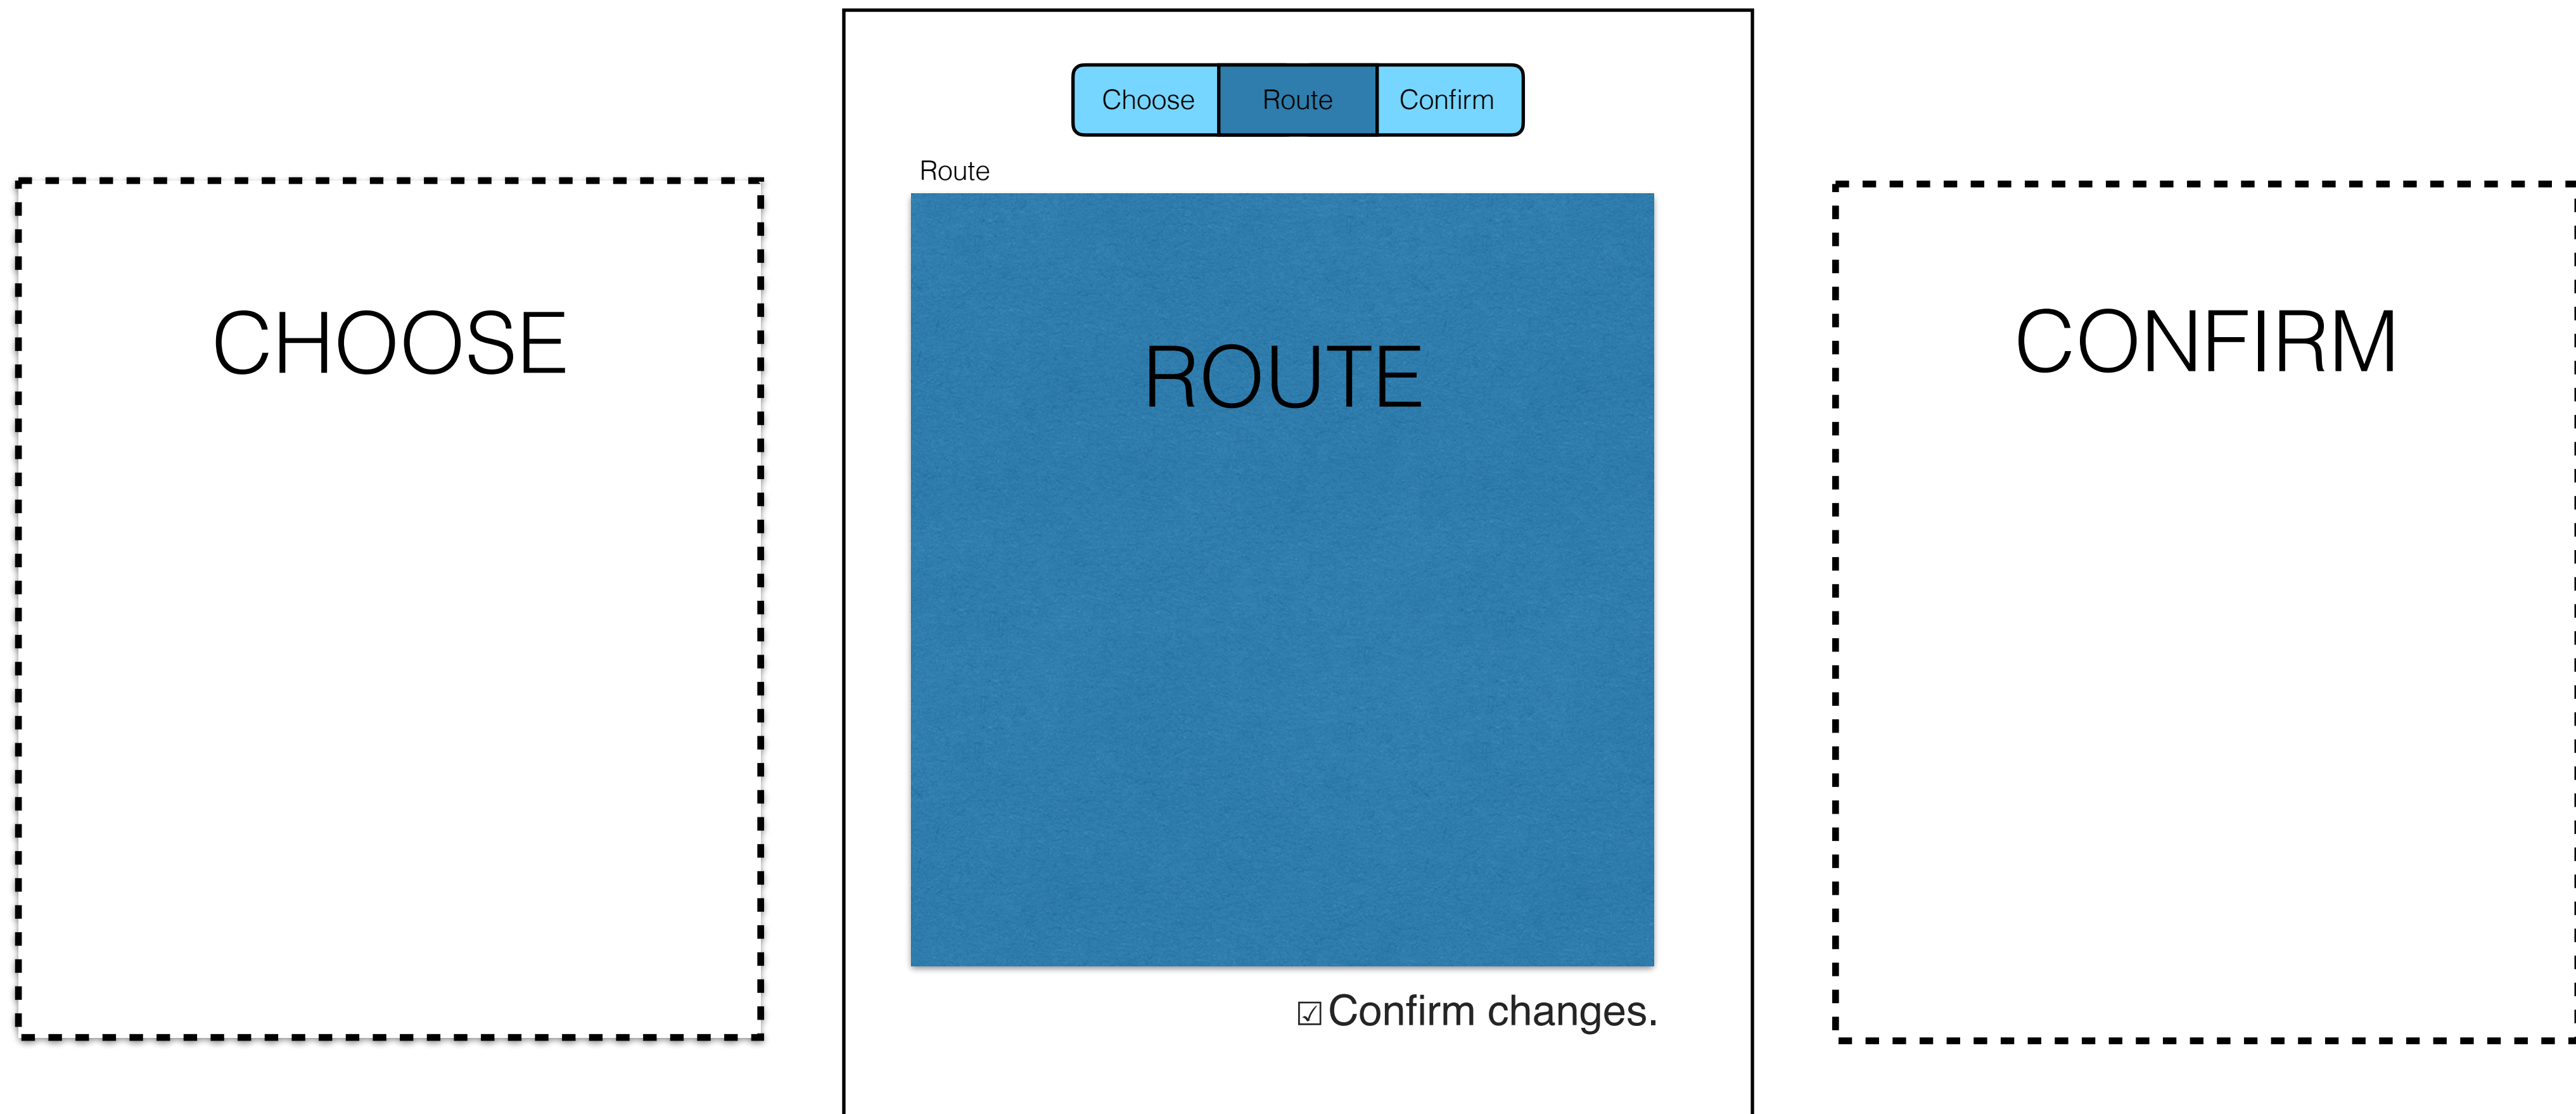 Choose Route Confirm
Route
CHOOSE
ROUTE
CONFIRM
☑ Confirm changes.